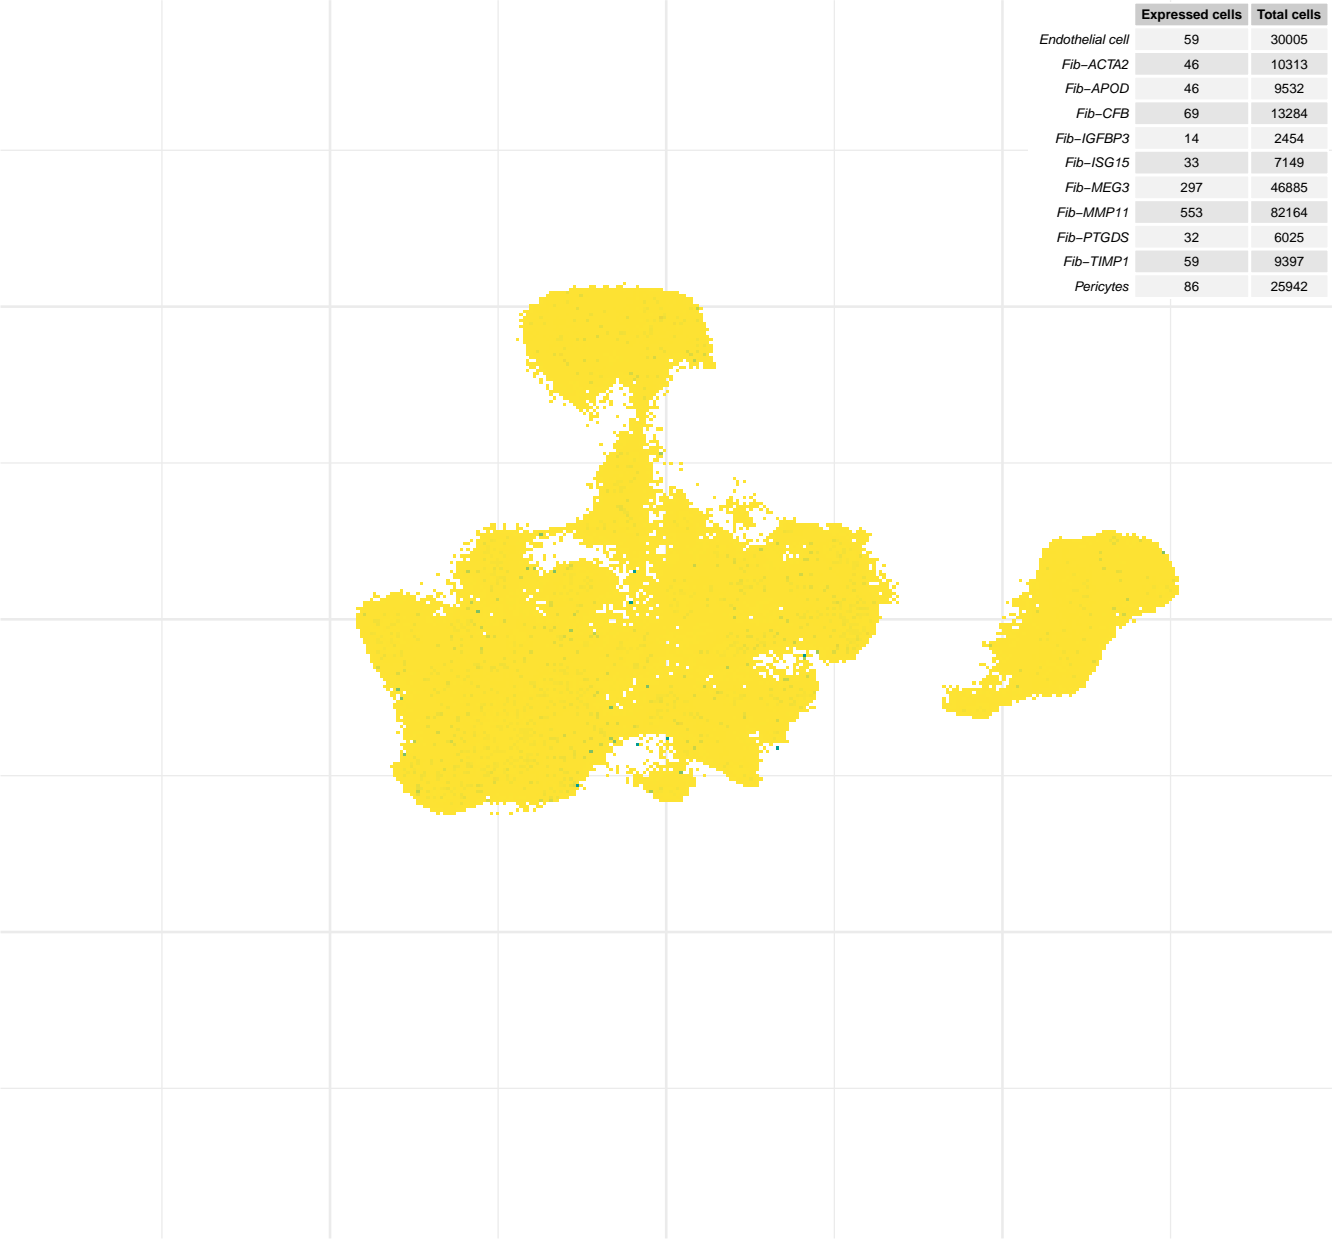 Expressed cells Total cells
Endothelial cell 59 30005
Fib−ACTA2 46 10313
Fib−APOD 46 9532
Fib−CFB 69 13284
Fib−IGFBP3 14 2454
Fib−ISG15 33 7149
Fib−MEG3 297 46885
Fib−MMP11 553 82164
Fib−PTGDS 32 6025
Fib−TIMP1 59 9397
Pericytes 86 25942